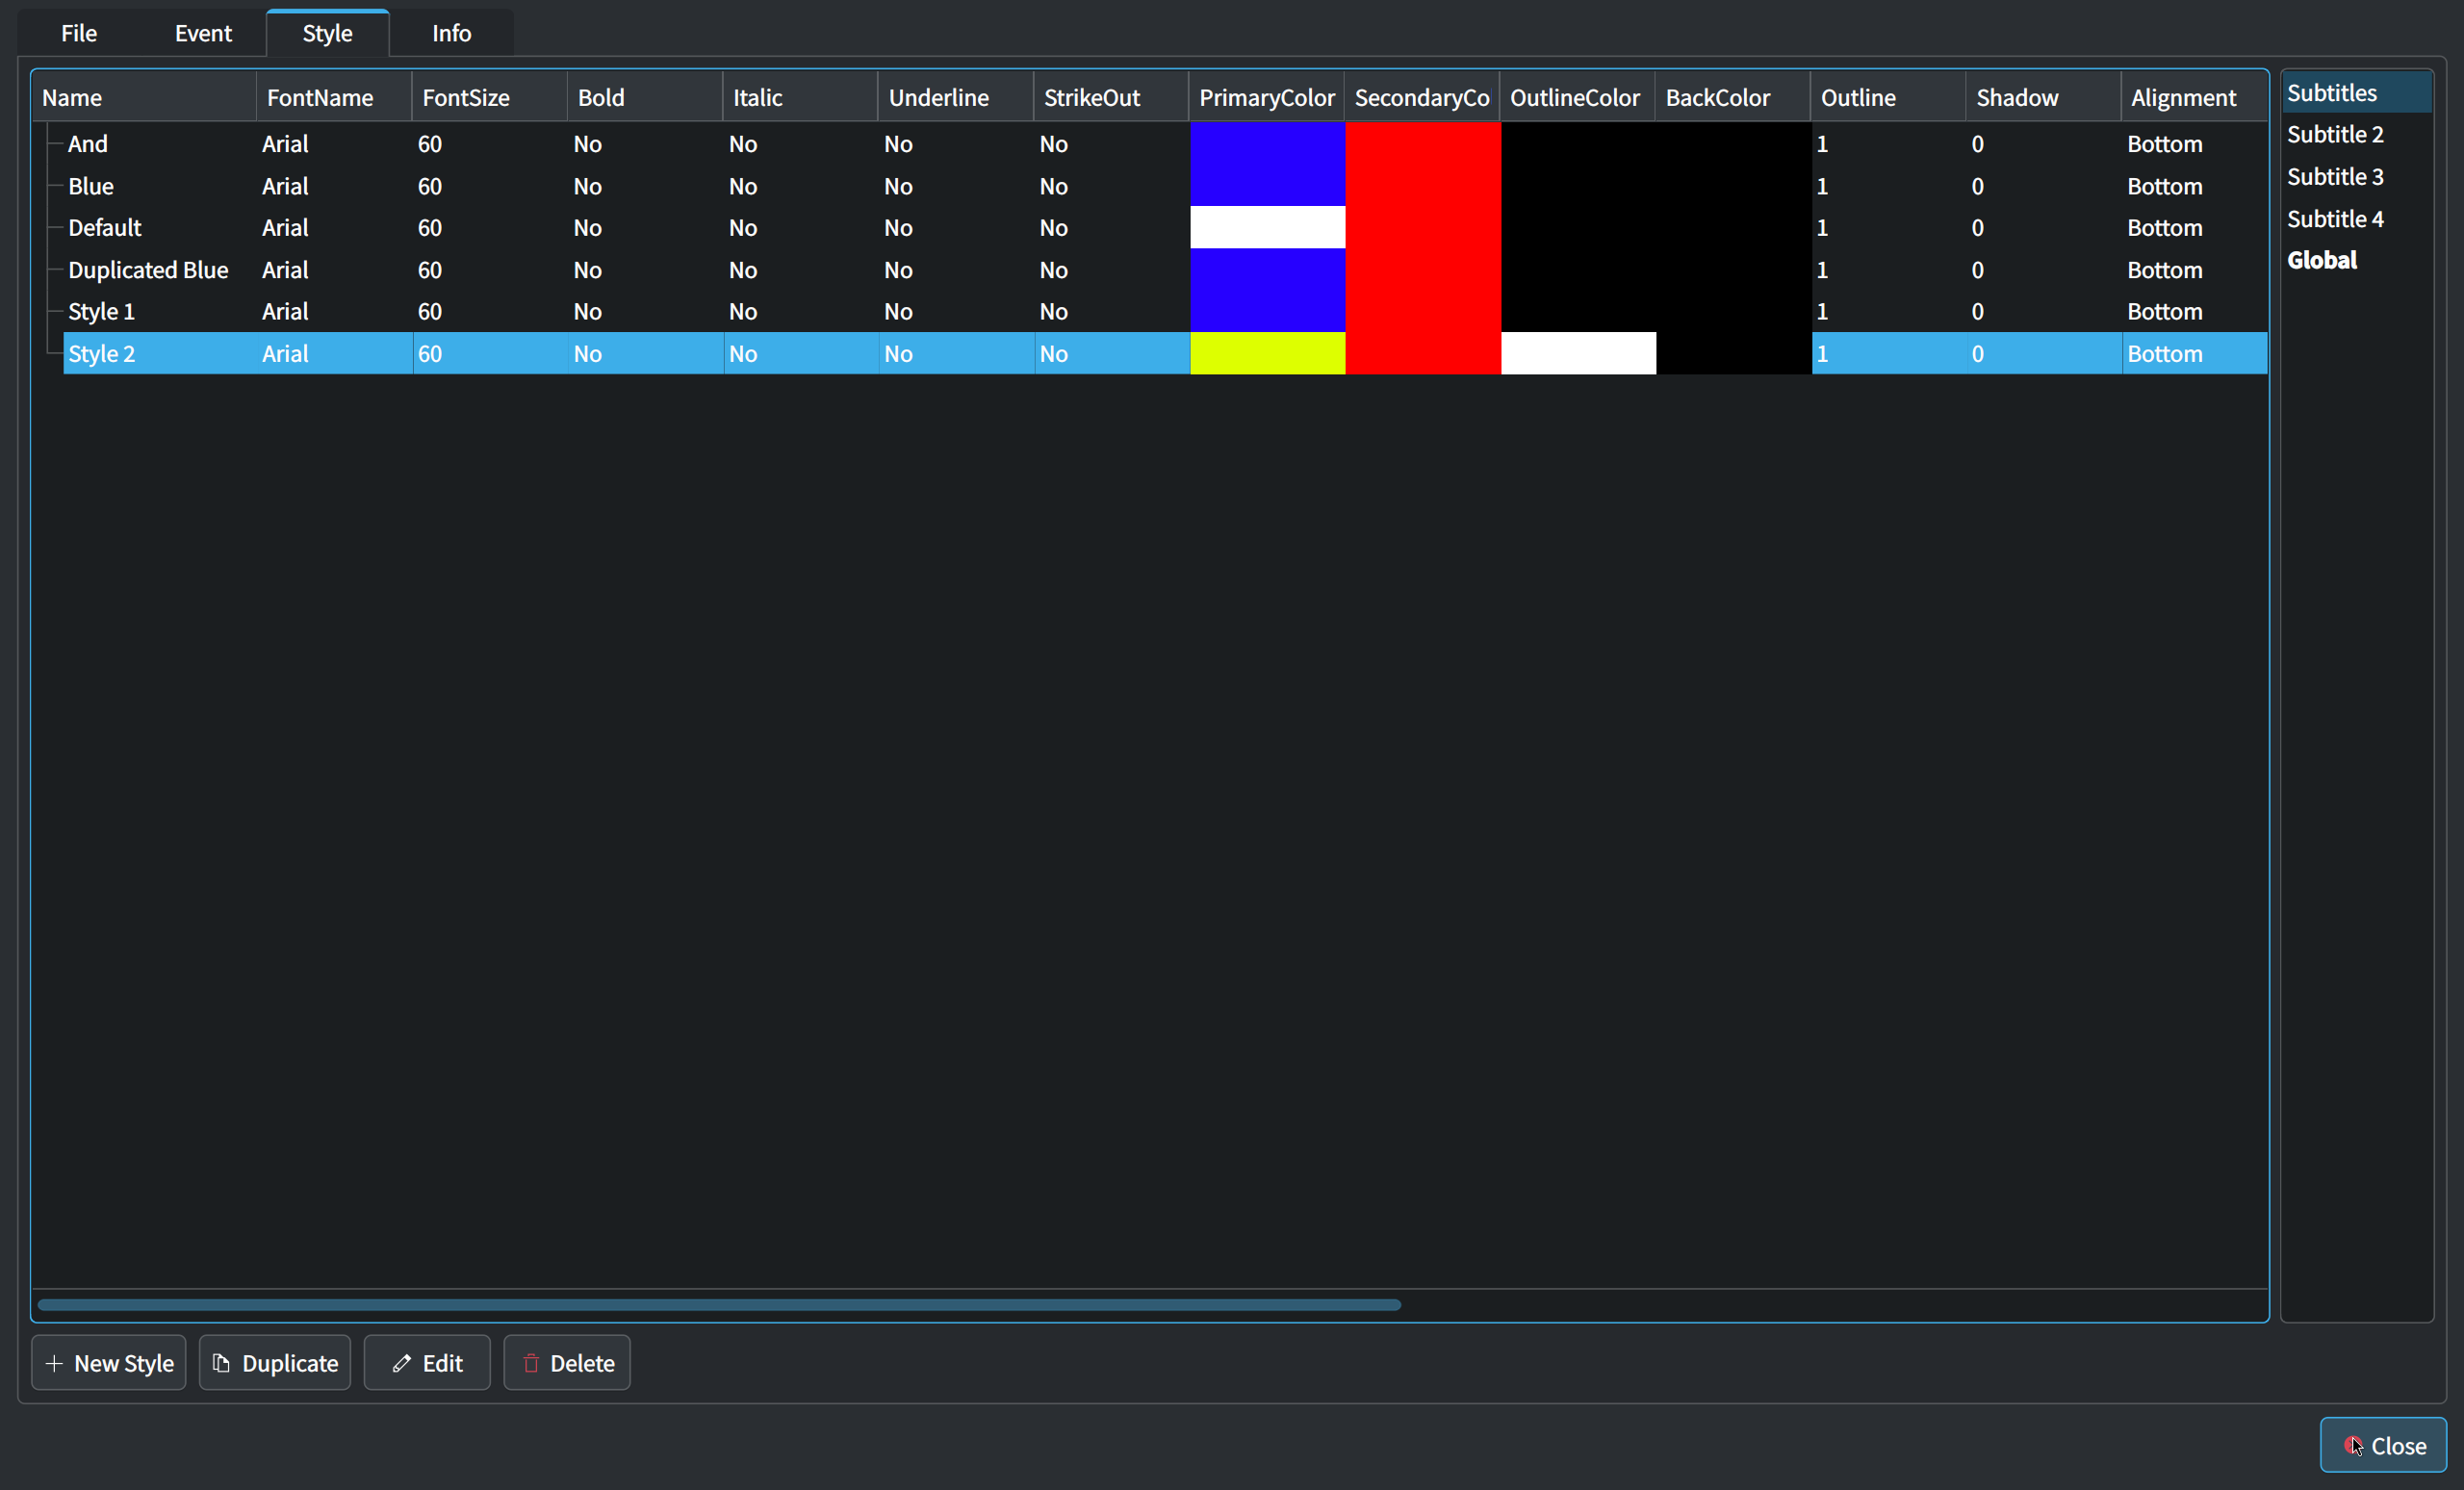 File Event Style Info
Name FontName FontSize Bold Italic Underline StrikeOut PrimaryColor SecondaryCo OutlineColor BackColor Outline Shadow Alignment
And Arial 60 No No No No 1 0 Bottom
Blue Arial 60 No No No No 1 0 Bottom
Default Arial 60 No No No No 1 0 Bottom
Duplicated Blue Arial 60 No No No No 1 0 Bottom
Style 1 Arial 60 No No No No 1 0 Bottom
Style 2 Arial 60 No No No No 1 0 Bottom
Subtitles
Subtitle 2
Subtitle 3
Subtitle 4
Global
New Style Duplicate Edit Delete
Close